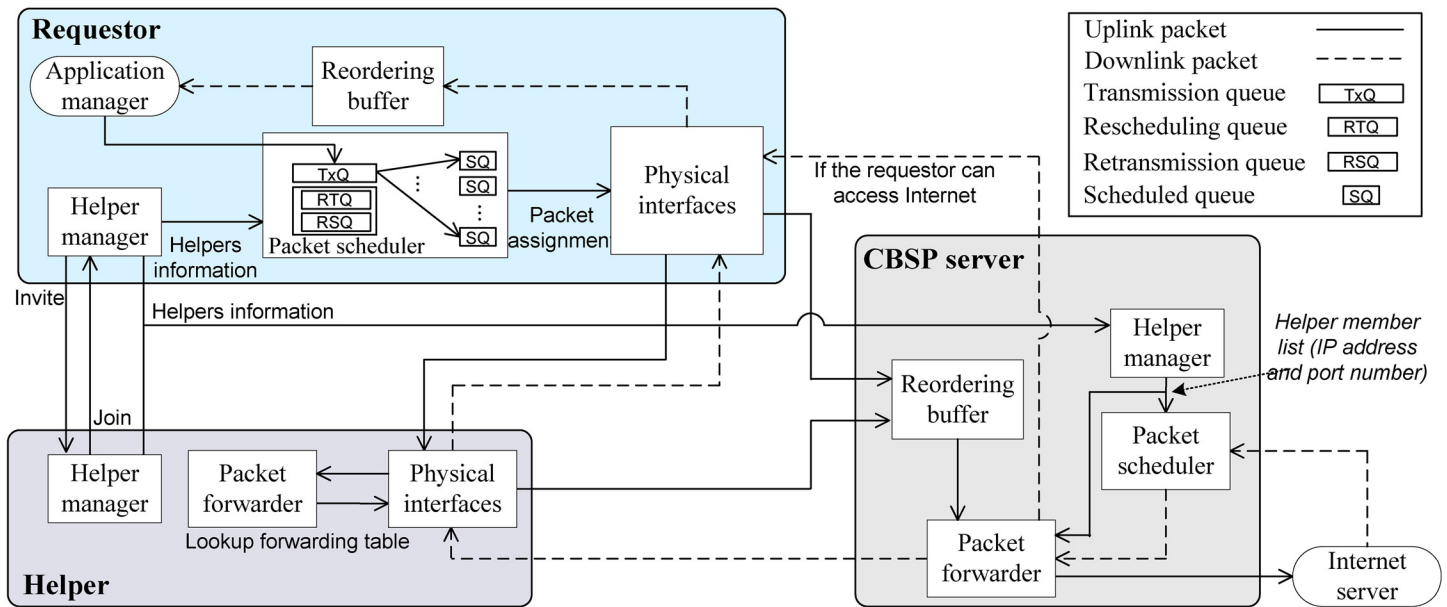 Requestor
Application
manager
Reordering
buffer
TxQ
RTQ
RSQ
SQ
SQ
SQ
Packet scheduler
Helper
manager
Helpers
information
Packet
assignment
Physical
interfaces
If the requestor can
access Internet
Uplink packet
Downlink packet
Transmission queue
TxQ
Rescheduling queue
RTQ
Retransmission queue
RSQ
Scheduled queue
SQ
Invite
Helpers information
Join
CBSP server
Helper
manager
Helper member
list (IP address
and port number)
Reordering
buffer
Packet
scheduler
Packet
forwarder
Internet
server
Helper
manager
Packet
forwarder
Physical
interfaces
Lookup forwarding table
Helper